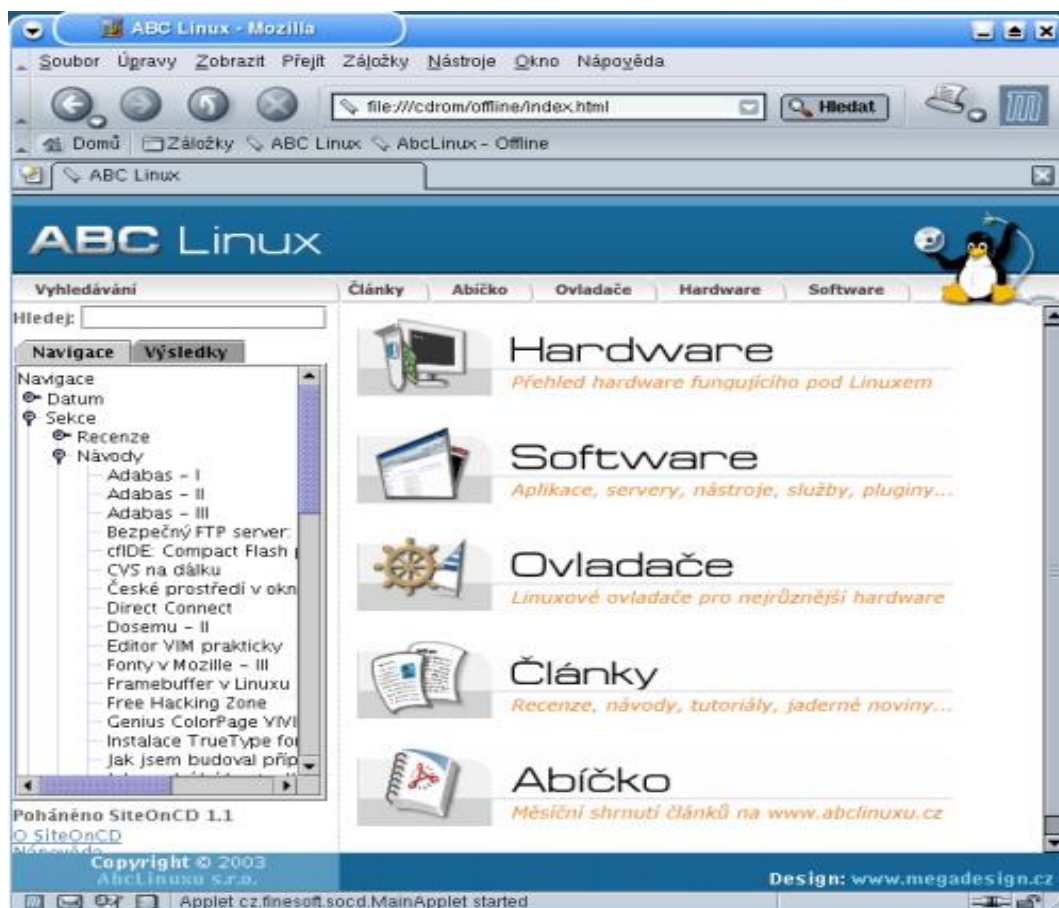 ABC Linux - Mozilla
Soubor Úpravy Zobrazit Přejít Záložky Nástroje Okno Nápověda
file:///cdrom/offline/index.html Hledat
Domů Záložky ABC Linux AbcLinux - Offline
ABC Linux
ABC Linux
Vyhledávání Články Abíčko Ovladače Hardware Software
Hledej:
Navigace Výsledky
Navigace
Datum
Sekce
Recenze
Návody
Adabas – I
Adabas – II
Adabas – III
Bezpečný FTP server:
cfIDE: Compact Flash
CVS na dálku
České prostředí v okn
Direct Connect
Dosemu – II
Editor VIM prakticky
Fonty v Mozille – III
Framebuffer v Linuxu
Free Hacking Zone
Genius ColorPage VIVI
Instalace TrueType fo
Jak jsem budoval příp
Poháněno SiteOnCD 1.1
O SiteOnCD
Nápověda
Hardware
Přehled hardware fungujícího pod Linuxem
Software
Aplikace, servery, nástroje, služby, pluginy...
Ovladače
Linuxové ovladače pro nejrůznější hardware
Články
Recenze, návody, tutoriály, jaderné noviny...
Abíčko
Měsíční shrnutí článků na www.abclinuxu.cz
Copyright © 2003
AbcLinuxu s.r.o.
Design: www.megadesign.cz
Applet cz.finesoft.socd.MainApplet started